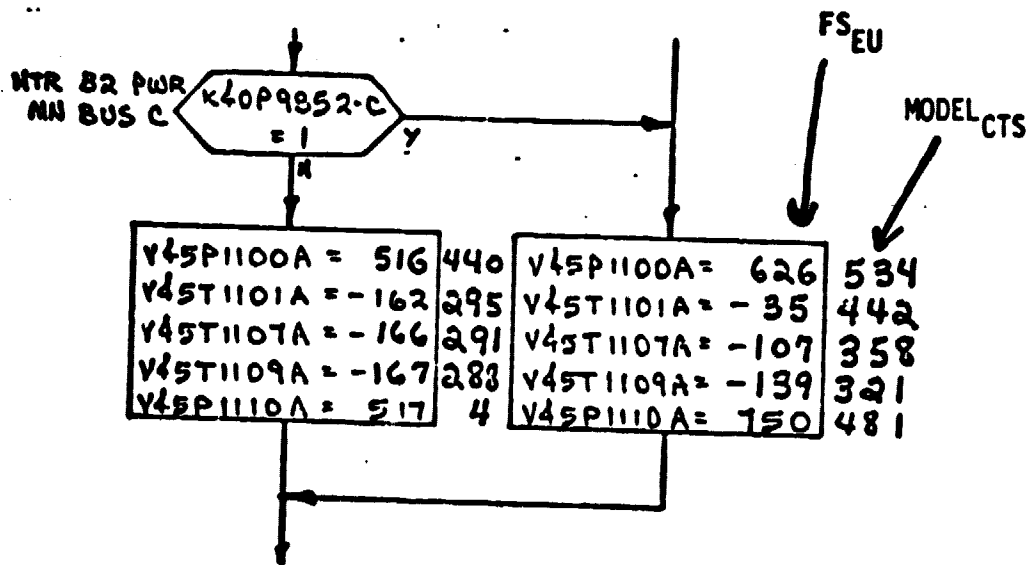 FS EU
MODEL CTS
HTR B2 PWR
MN BUS C
K40P9852-C
= 1
Y
N
V45P1100A = 516 440
V45T1101A = -162 295
V45T1107A = -166 291
V45T1109A = -167 283
V45P1110A = 517 4
V45P1100A = 626 534
V45T1101A = -35 442
V45T1107A = -107 358
V45T1109A = -139 321
V45P1110A = 750 481